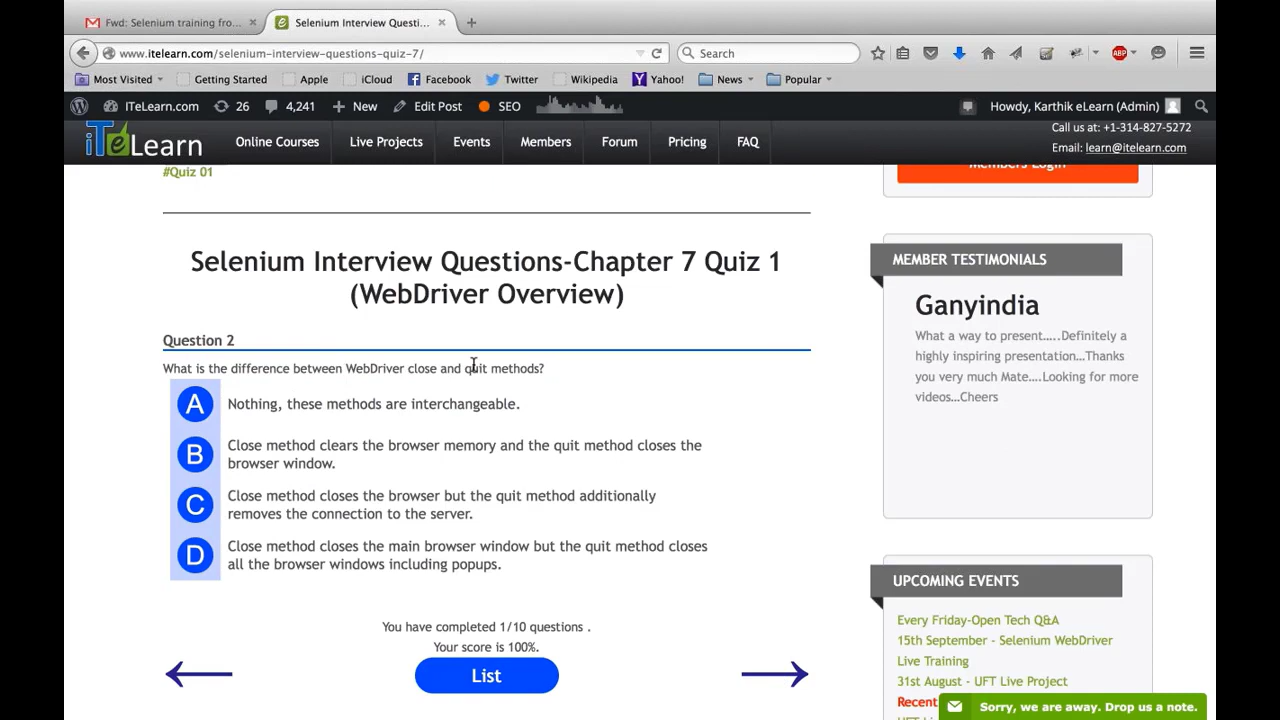 Fwd: Selenium training fro...
Selenium Interview Questi...
www.itelearn.com/selenium-interview-questions-quiz-7/
Search
ABP
Most Visited
Getting Started
Apple
iCloud
Facebook
Twitter
Wikipedia
Yahoo!
News
Popular
ITeLearn.com
26
4,241
New
Edit Post
SEO
Howdy, Karthik eLearn (Admin)
iTeLearn
Online Courses
Live Projects
Events
Members
Forum
Pricing
FAQ
Call us at: +1-314-827-5272
Email: learn@itelearn.com
#Quiz 01
Members Login
Selenium Interview Questions-Chapter 7 Quiz 1
(WebDriver Overview)
Question 2
What is the difference between WebDriver close and quit methods?
A Nothing, these methods are interchangeable.
B Close method clears the browser memory and the quit method closes the
browser window.
C Close method closes the browser but the quit method additionally
removes the connection to the server.
D Close method closes the main browser window but the quit method closes
all the browser windows including popups.
You have completed 1/10 questions .
Your score is 100%.
List
MEMBER TESTIMONIALS
Ganyindia
What a way to present.....Definitely a
highly inspiring presentation...Thanks
you very much Mate....Looking for more
videos...Cheers
UPCOMING EVENTS
Every Friday-Open Tech Q&A
15th September - Selenium WebDriver
Live Training
31st August - UFT Live Project
Recent
Sorry, we are away. Drop us a note.